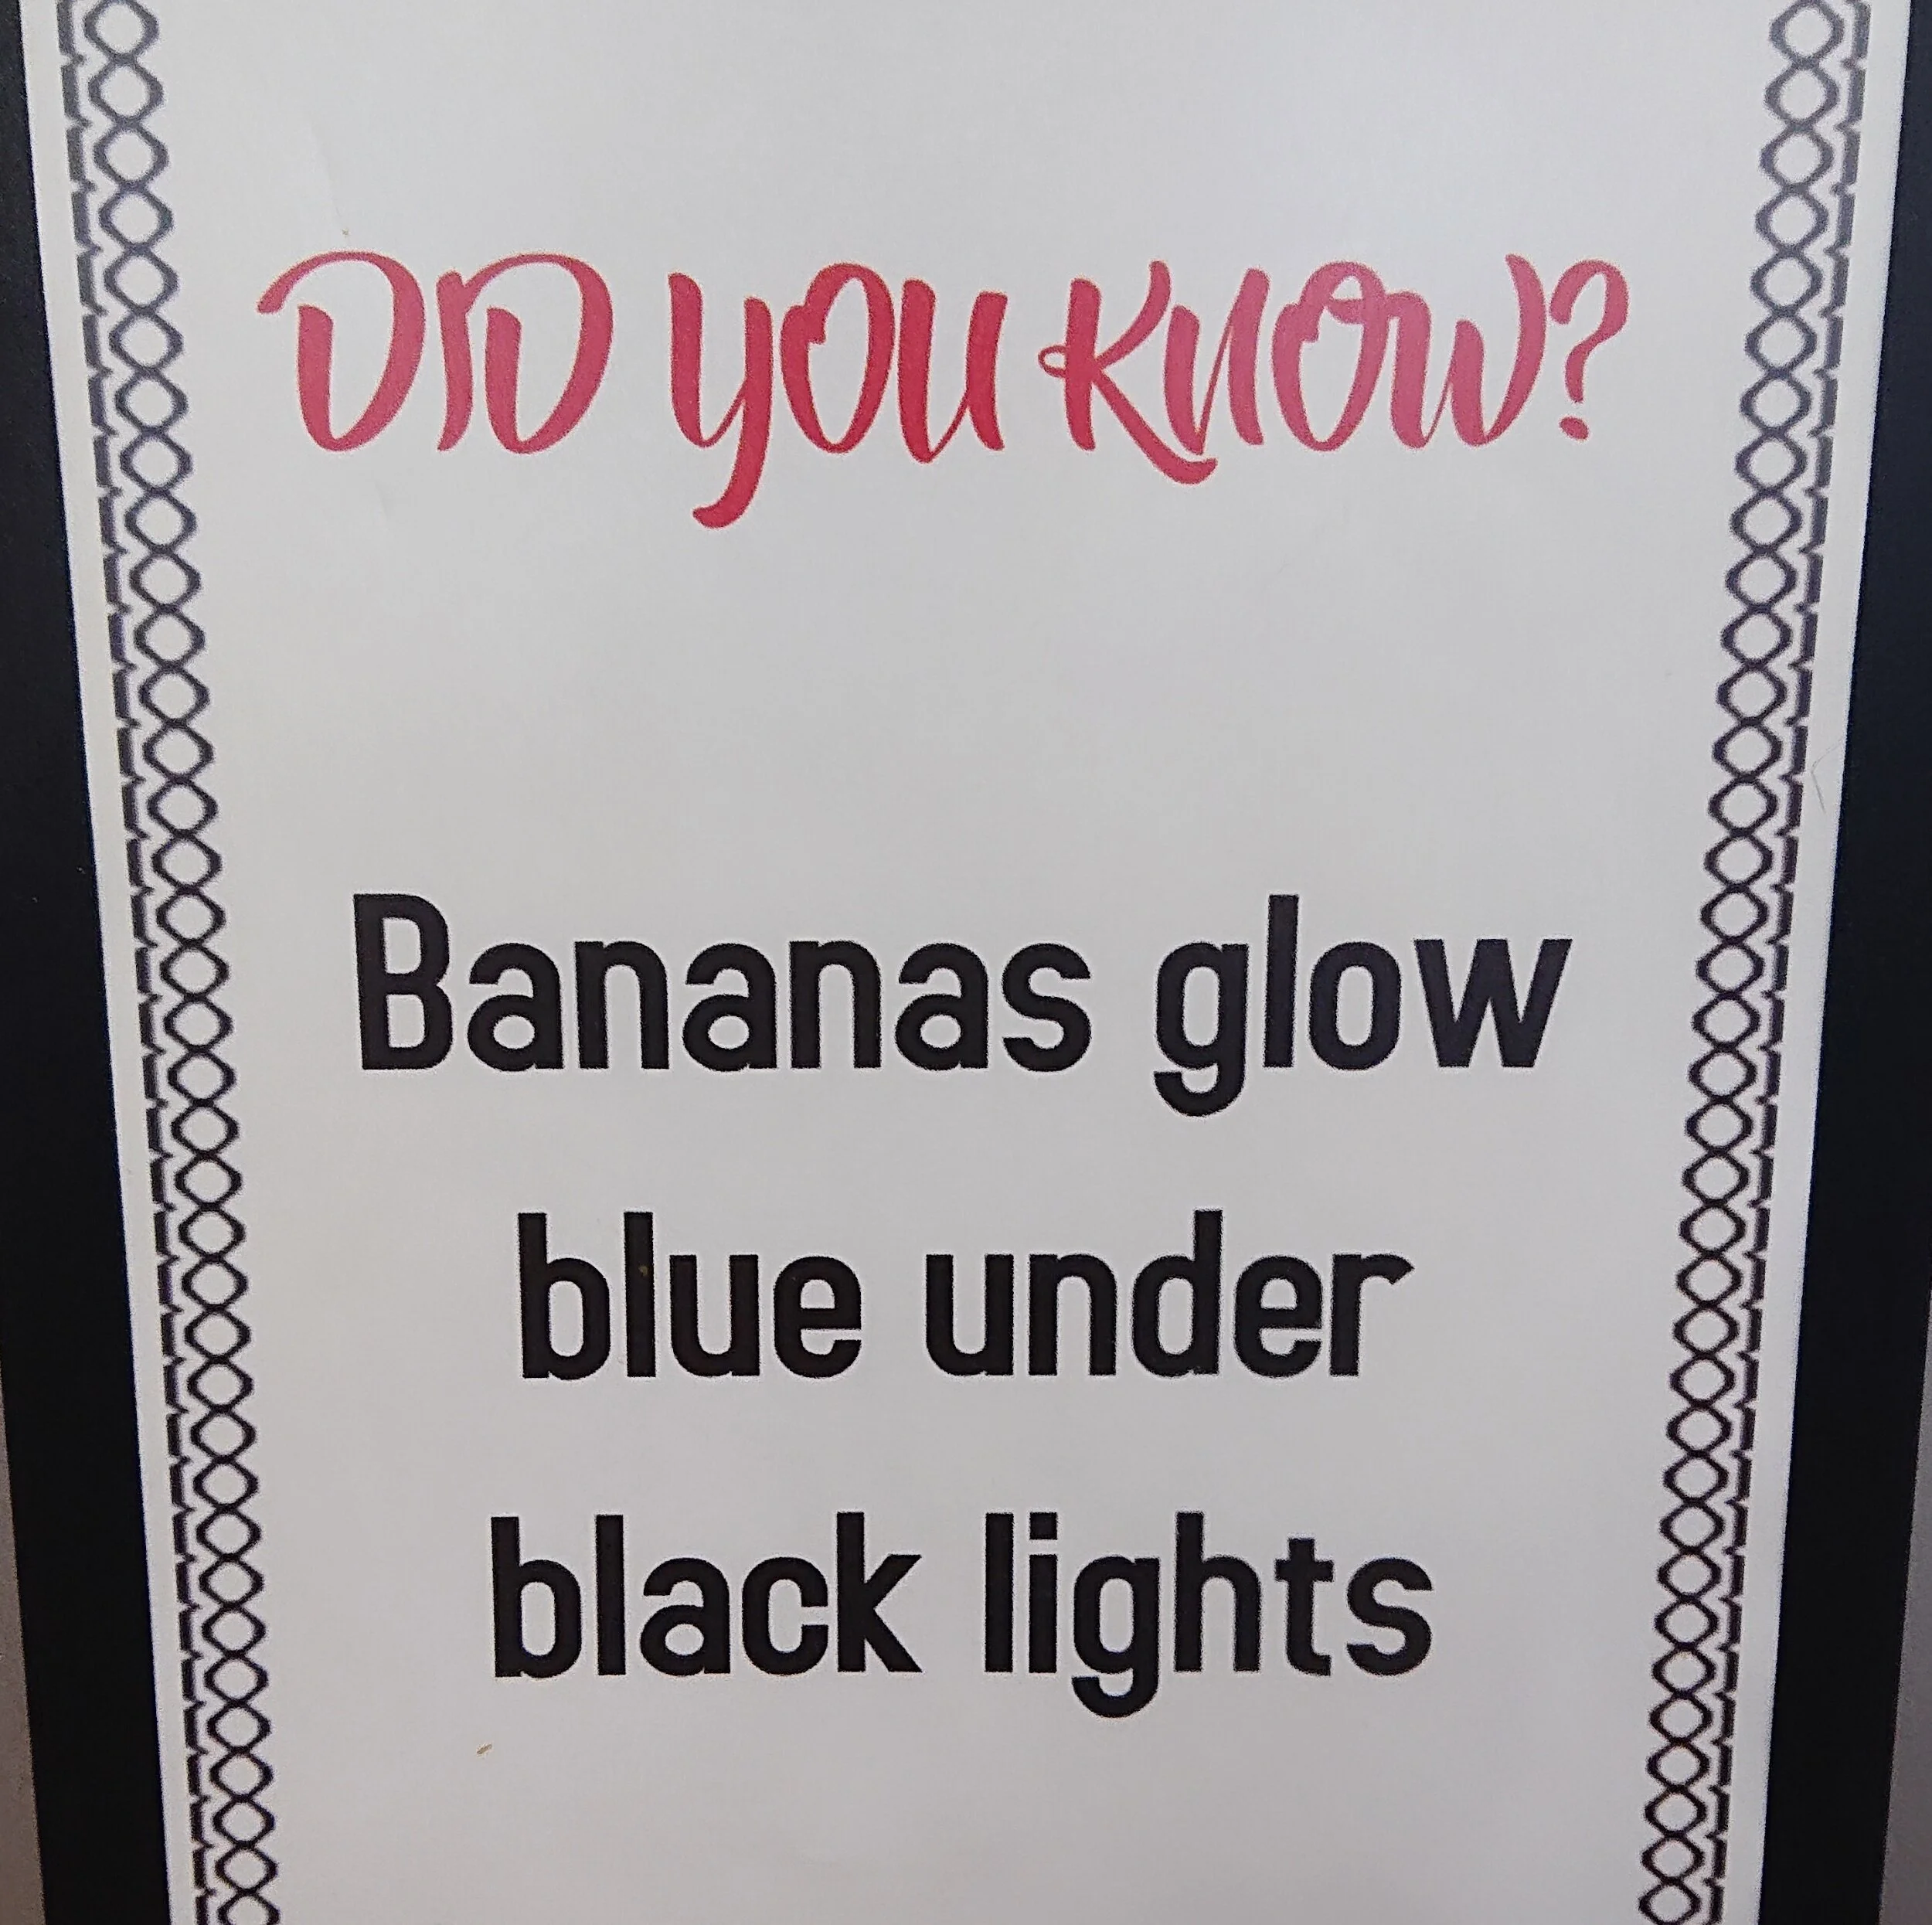 DID YOU KNOW?
Bananas glow
blue under
black lights